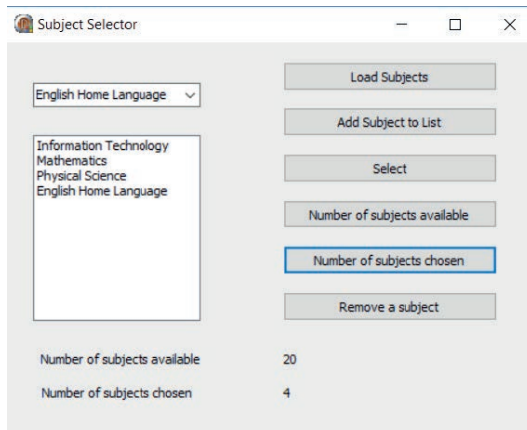 Subject Selector
English Home Language
Information Technology
Mathematics
Physical Science
English Home Language
Load Subjects
Add Subject to List
Select
Number of subjects available
Number of subjects chosen
Remove a subject
Number of subjects available 20
Number of subjects chosen 4